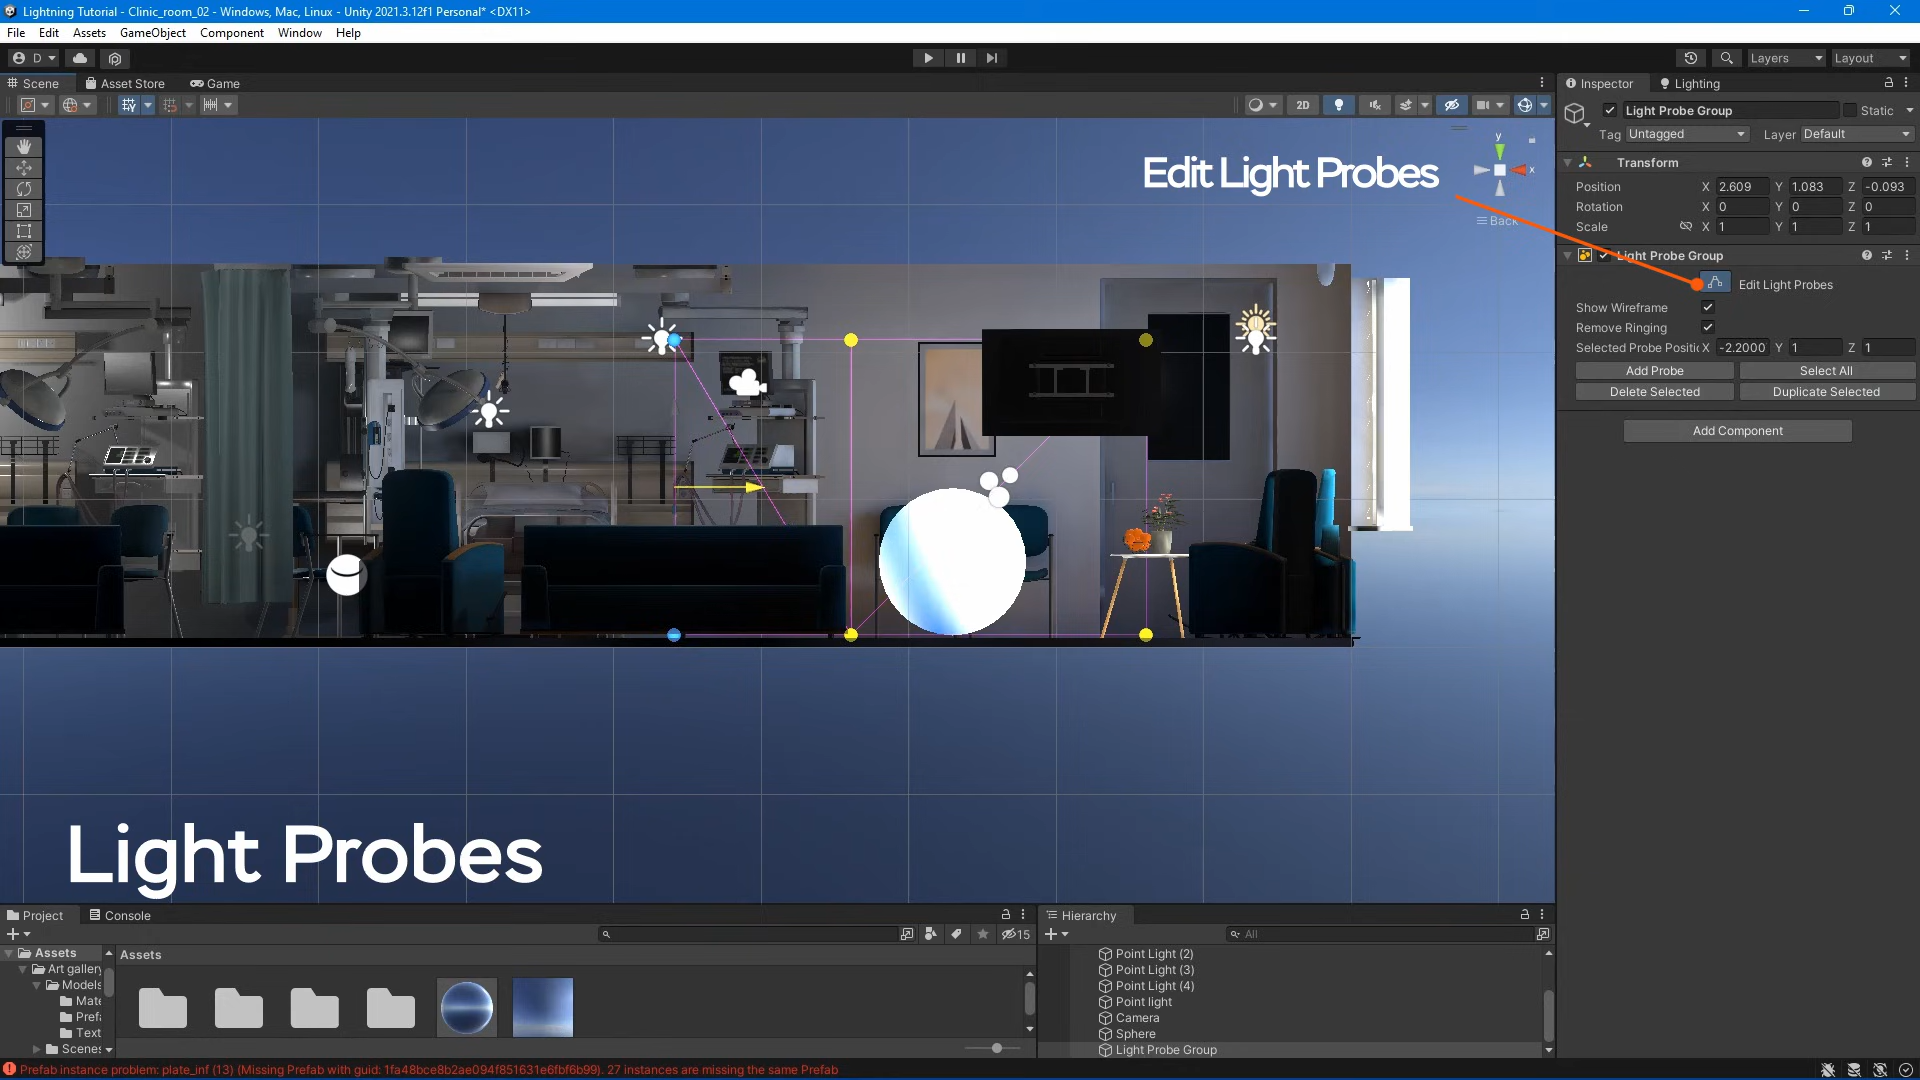 Lightning Tutorial - Clinic_room_02 - Windows, Mac, Linux - Unity 2021.3.12f1 Personal* <DX11>
File Edit Assets GameObject Component Window Help
D Layers Layout
Scene Asset Store Game
2D
Inspector Lighting
Light Probe Group Static
Tag Untagged Layer Default
Transform
Position X 2.609 Y 1.083 Z -0.093
Rotation X 0 Y 0 Z 0
Scale X 1 Y 1 Z 1
Light Probe Group
Edit Light Probes
Show Wireframe
Remove Ringing
Selected Probe Positic X -2.2000 Y 1 Z 1
Add Probe Select All
Delete Selected Duplicate Selected
Add Component
y
x
Back
Edit Light Probes
Light Probes
Project Console
15
Assets
Art gallery
Models
Mate
Prefa
Text
Scenes
Assets
Hierarchy
All
Point Light (2)
Point Light (3)
Point Light (4)
Point light
Camera
Sphere
Light Probe Group
Prefab instance problem: plate_inf (13) (Missing Prefab with guid: 1fa48bce8b2ae094f851631e6fbf6b99). 27 instances are missing the same Prefab